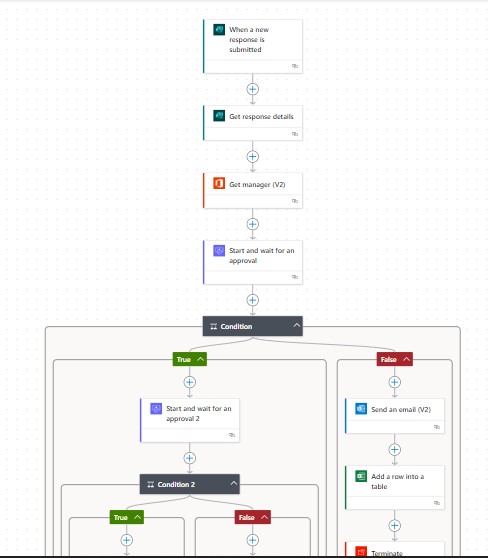 When a new
response is
submitted
Get response details
Get manager (V2)
Start and wait for an
approval
Condition
True
False
Start and wait for an
approval 2
Send an email (V2)
Condition 2
Add a row into a
table
True
False
Terminate